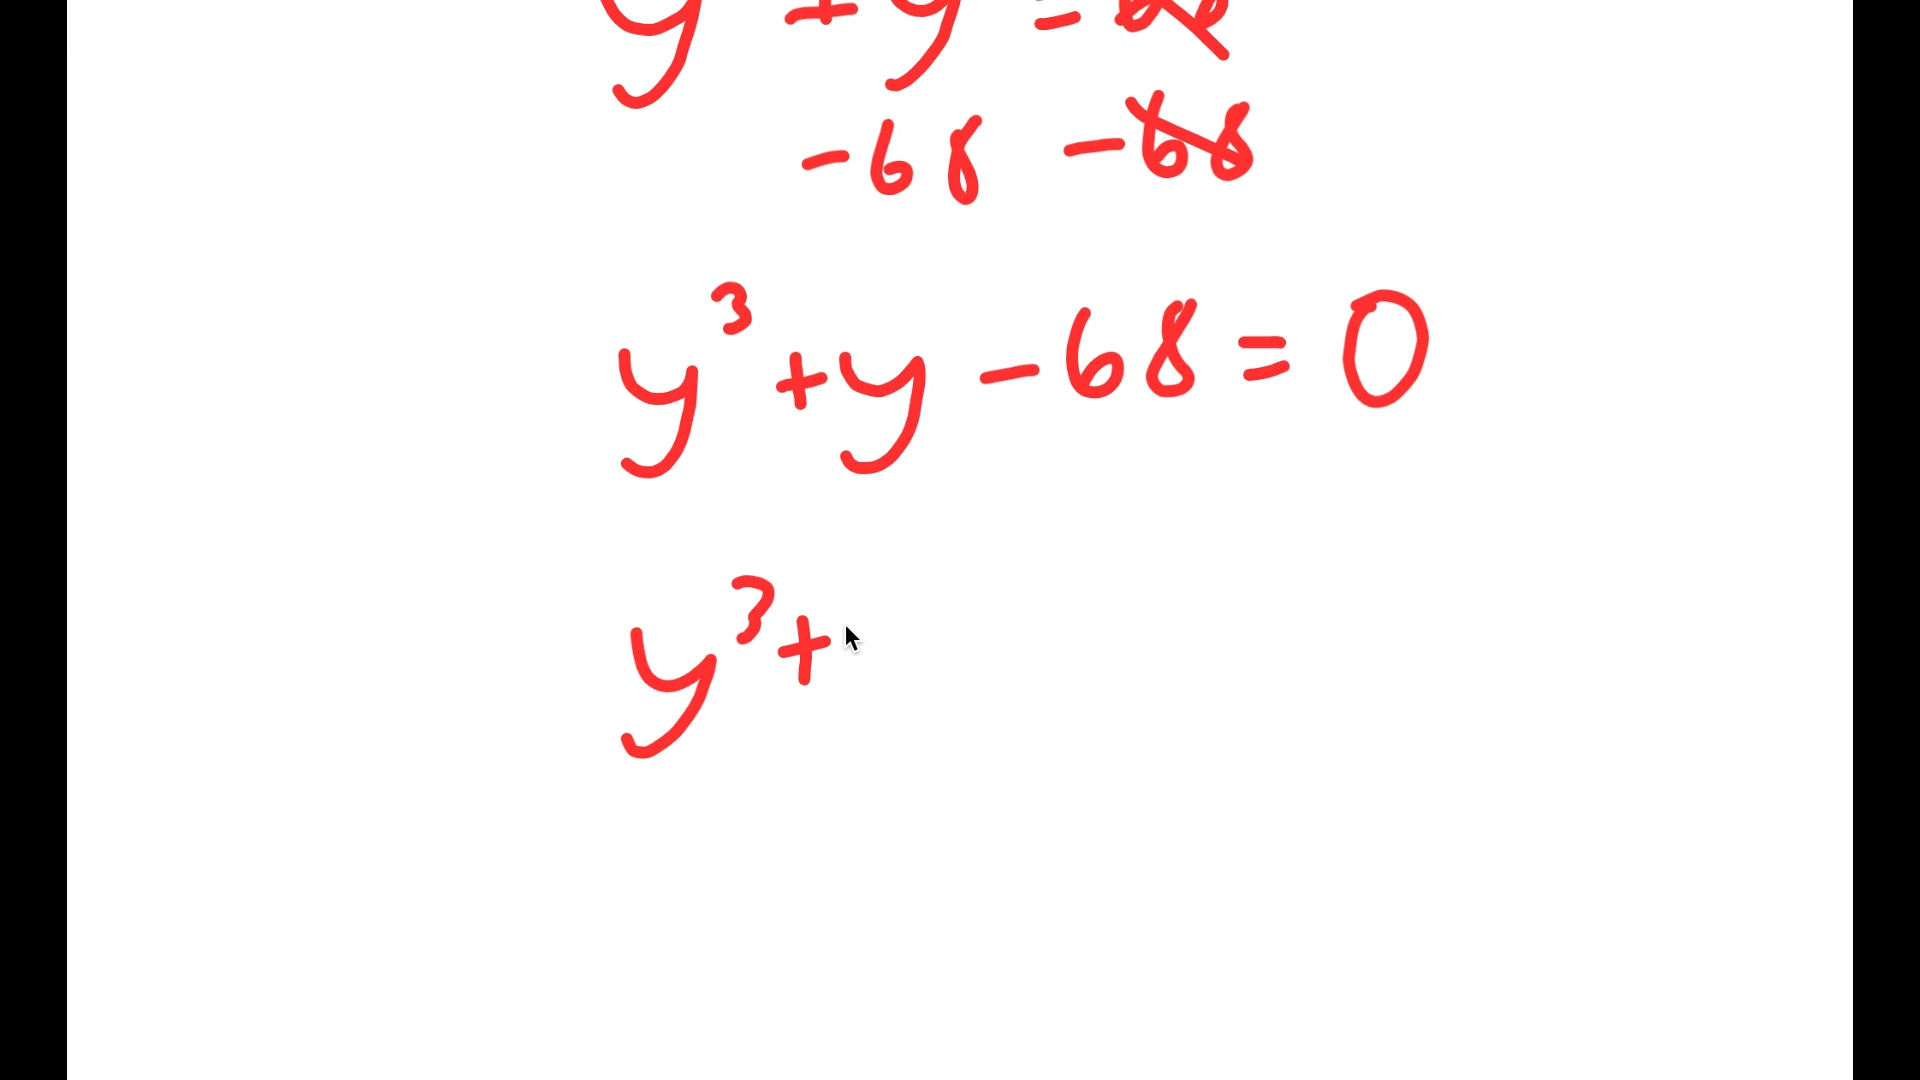 y + y =
-68 -68
y³ + y - 68 = 0
y³ +